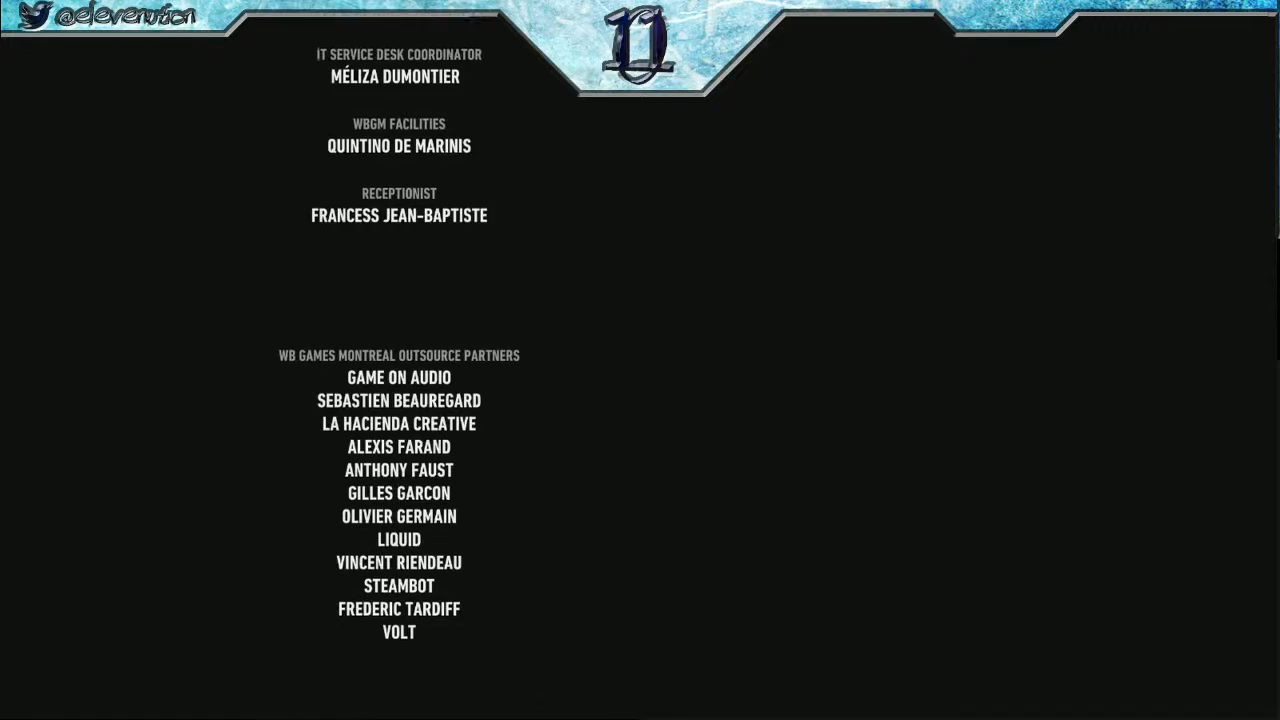 @elevenution
11
IT SERVICE DESK COORDINATOR
MÉLIZA DUMONTIER
WBGM FACILITIES
QUINTINO DE MARINIS
RECEPTIONIST
FRANCESS JEAN-BAPTISTE
WB GAMES MONTREAL OUTSOURCE PARTNERS
GAME ON AUDIO
SEBASTIEN BEAUREGARD
LA HACIENDA CREATIVE
ALEXIS FARAND
ANTHONY FAUST
GILLES GARCON
OLIVIER GERMAIN
LIQUID
VINCENT RIENDEAU
STEAMBOT
FREDERIC TARDIFF
VOLT